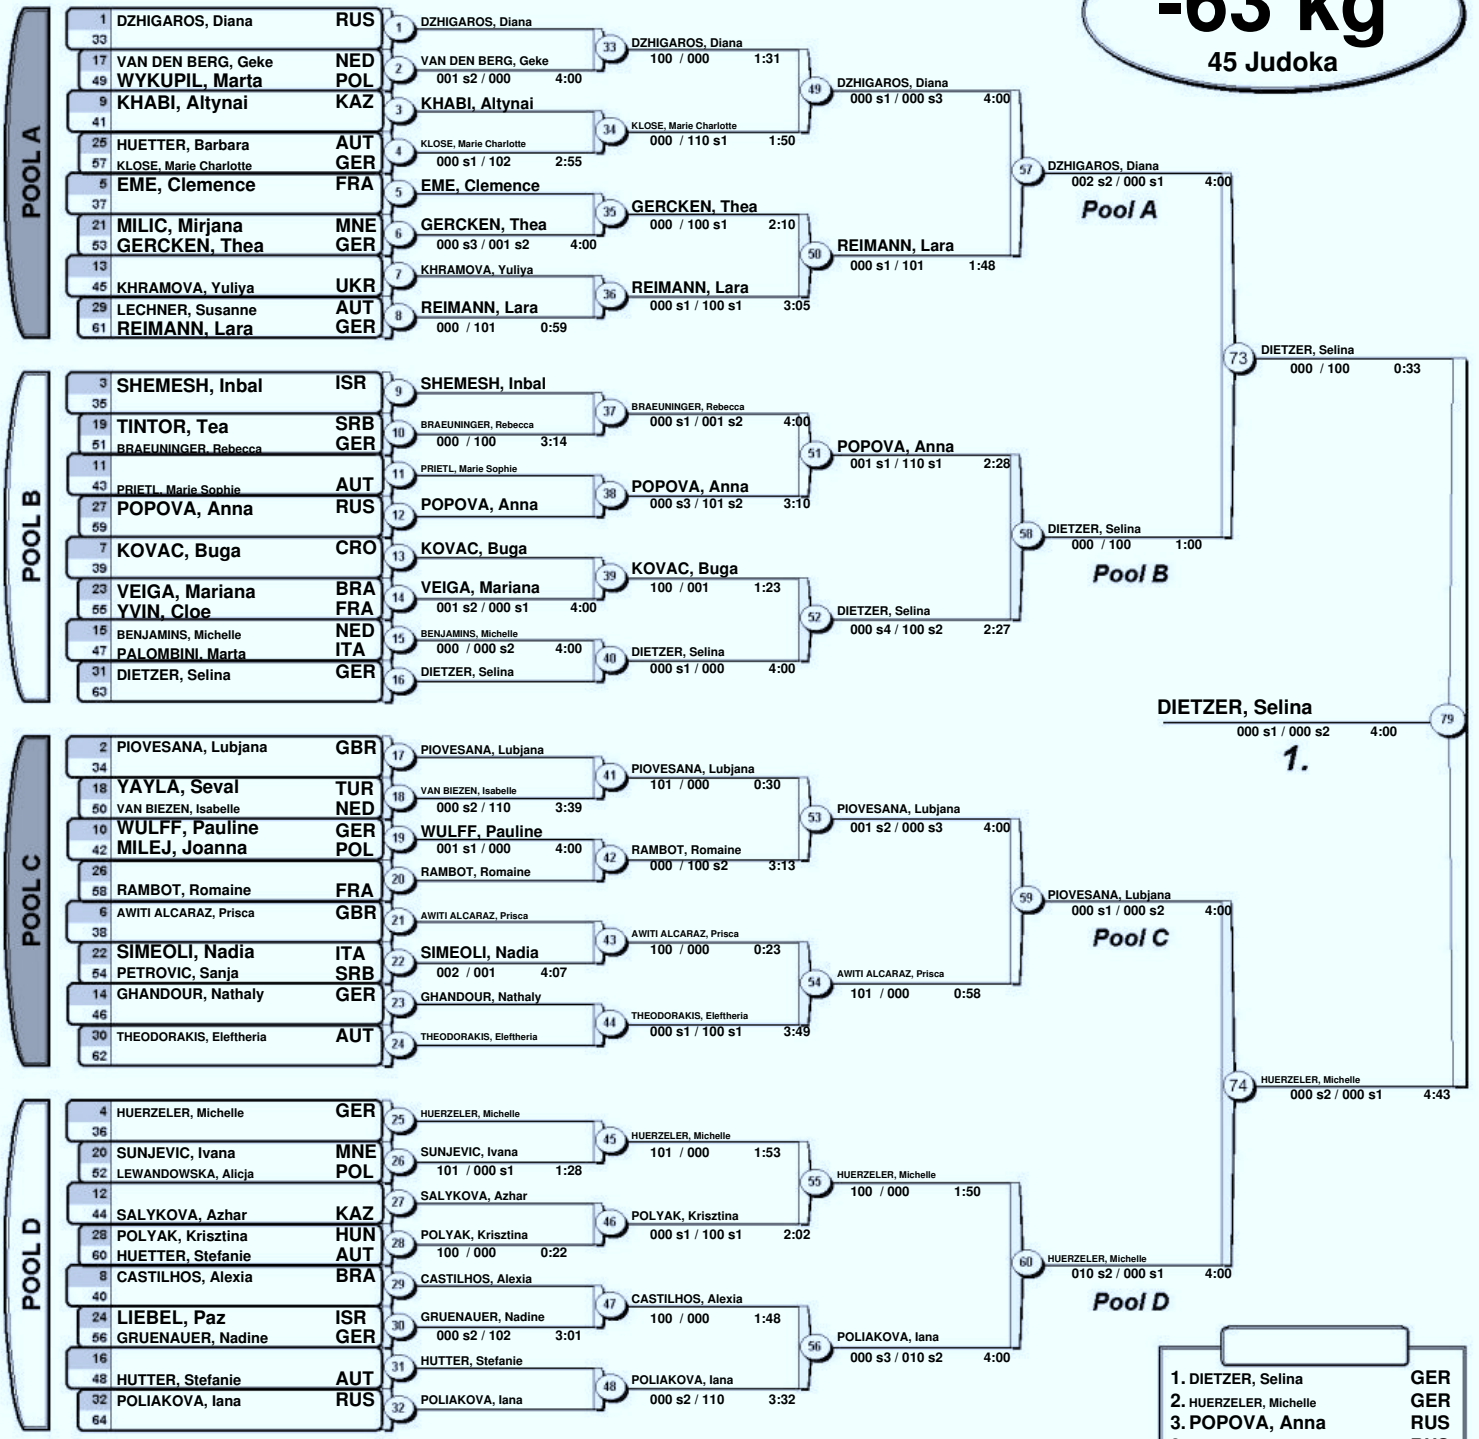 -63 kg
45 Judoka
POOL A
1 DZHIGAROS, Diana RUS
33
17 VAN DEN BERG, Geke NED
49 WYKUPIL, Marta POL
9 KHABI, Altynai KAZ
41
25 HUETTER, Barbara AUT
57 KLOSE, Marie Charlotte GER
5 EME, Clemence FRA
37
21 MILIC, Mirjana MNE
53 GERCKEN, Thea GER
13
45 KHRAMOVA, Yuliya UKR
29 LECHNER, Susanne AUT
61 REIMANN, Lara GER
1 DZHIGAROS, Diana
2 VAN DEN BERG, Geke
001 s2 / 000 4:00
3 KHABI, Altynai
4 KLOSE, Marie Charlotte
000 s1 / 102 2:55
5 EME, Clemence
6 GERCKEN, Thea
000 s3 / 001 s2 4:00
7 KHRAMOVA, Yuliya
8 REIMANN, Lara
000 / 101 0:59
33 DZHIGAROS, Diana
100 / 000 1:31
34 KLOSE, Marie Charlotte
000 / 110 s1 1:50
35 GERCKEN, Thea
000 / 100 s1 2:10
36 REIMANN, Lara
000 s1 / 100 s1 3:05
49 DZHIGAROS, Diana
000 s1 / 000 s3 4:00
50 REIMANN, Lara
000 s1 / 101 1:48
57 DZHIGAROS, Diana
002 s2 / 000 s1 4:00
Pool A
POOL B
3 SHEMESH, Inbal ISR
35
19 TINTOR, Tea SRB
51 BRAEUNINGER, Rebecca GER
11
43 PRIETL, Marie Sophie AUT
27 POPOVA, Anna RUS
59
7 KOVAC, Buga CRO
39
23 VEIGA, Mariana BRA
55 YVIN, Cloe FRA
15 BENJAMINS, Michelle NED
47 PALOMBINI, Marta ITA
31 DIETZER, Selina GER
63
9 SHEMESH, Inbal
10 BRAEUNINGER, Rebecca
000 / 100 3:14
11 PRIETL, Marie Sophie
12 POPOVA, Anna
13 KOVAC, Buga
14 VEIGA, Mariana
001 s2 / 000 s1 4:00
15 BENJAMINS, Michelle
000 / 000 s2 4:00
16 DIETZER, Selina
37 BRAEUNINGER, Rebecca
000 s1 / 001 s2 4:00
38 POPOVA, Anna
000 s3 / 101 s2 3:10
39 KOVAC, Buga
100 / 001 1:23
40 DIETZER, Selina
000 s1 / 000 4:00
51 POPOVA, Anna
001 s1 / 110 s1 2:28
52 DIETZER, Selina
000 s4 / 100 s2 2:27
58 DIETZER, Selina
000 / 100 1:00
Pool B
73 DIETZER, Selina
000 / 100 0:33
DIETZER, Selina 79
000 s1 / 000 s2 4:00
1.
POOL C
2 PIOVESANA, Lubjana GBR
34
18 YAYLA, Seval TUR
50 VAN BIEZEN, Isabelle NED
10 WULFF, Pauline GER
42 MILEJ, Joanna POL
26
58 RAMBOT, Romaine FRA
6 AWITI ALCARAZ, Prisca GBR
38
22 SIMEOLI, Nadia ITA
54 PETROVIC, Sanja SRB
14 GHANDOUR, Nathaly GER
46
30 THEODORAKIS, Eleftheria AUT
62
17 PIOVESANA, Lubjana
18 VAN BIEZEN, Isabelle
000 s2 / 110 3:39
19 WULFF, Pauline
001 s1 / 000 4:00
20 RAMBOT, Romaine
21 AWITI ALCARAZ, Prisca
22 SIMEOLI, Nadia
002 / 001 4:07
23 GHANDOUR, Nathaly
24 THEODORAKIS, Eleftheria
41 PIOVESANA, Lubjana
101 / 000 0:30
42 RAMBOT, Romaine
000 / 100 s2 3:13
43 AWITI ALCARAZ, Prisca
100 / 000 0:23
44 THEODORAKIS, Eleftheria
000 s1 / 100 s1 3:49
53 PIOVESANA, Lubjana
001 s2 / 000 s3 4:00
54 AWITI ALCARAZ, Prisca
101 / 000 0:58
59 PIOVESANA, Lubjana
000 s1 / 000 s2 4:00
Pool C
POOL D
4 HUERZELER, Michelle GER
36
20 SUNJEVIC, Ivana MNE
52 LEWANDOWSKA, Alicja POL
12
44 SALYKOVA, Azhar KAZ
28 POLYAK, Krisztina HUN
60 HUETTER, Stefanie AUT
8 CASTILHOS, Alexia BRA
40
24 LIEBEL, Paz ISR
56 GRUENAUER, Nadine GER
16
48 HUTTER, Stefanie AUT
32 POLIAKOVA, Iana RUS
64
25 HUERZELER, Michelle
26 SUNJEVIC, Ivana
101 / 000 s1 1:28
27 SALYKOVA, Azhar
28 POLYAK, Krisztina
100 / 000 0:22
29 CASTILHOS, Alexia
30 GRUENAUER, Nadine
000 s2 / 102 3:01
31 HUTTER, Stefanie
32 POLIAKOVA, Iana
45 HUERZELER, Michelle
101 / 000 1:53
46 POLYAK, Krisztina
000 s1 / 100 s1 2:02
47 CASTILHOS, Alexia
100 / 000 1:48
48 POLIAKOVA, Iana
000 s2 / 110 3:32
55 HUERZELER, Michelle
100 / 000 1:50
56 POLIAKOVA, Iana
000 s3 / 010 s2 4:00
60 HUERZELER, Michelle
010 s2 / 000 s1 4:00
Pool D
74 HUERZELER, Michelle
000 s2 / 000 s1 4:43
1. DIETZER, Selina GER
2. HUERZELER, Michelle GER
3. POPOVA, Anna RUS